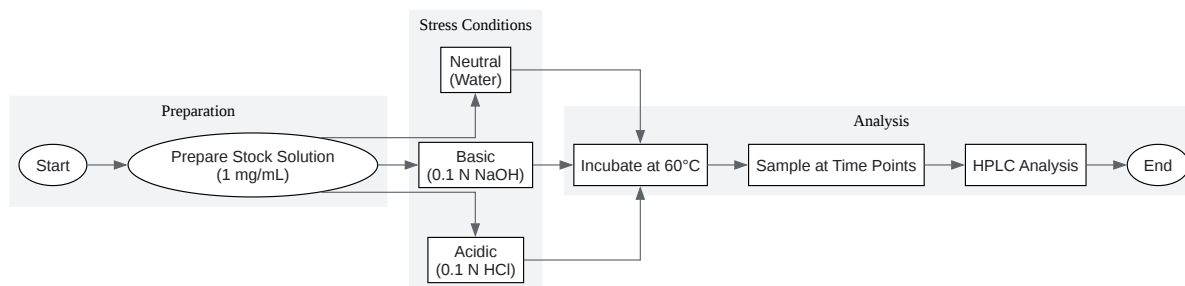 Stress Conditions
Neutral
(Water)
Preparation
Analysis
Start
Prepare Stock Solution
(1 mg/mL)
Basic
(0.1 N NaOH)
Incubate at 60°C
Sample at Time Points
HPLC Analysis
End
Acidic
(0.1 N HCl)